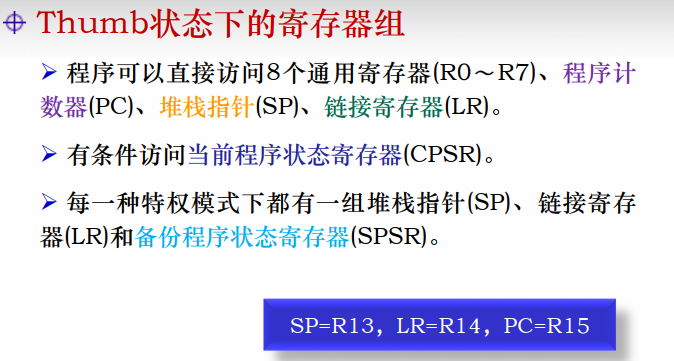 Thumb状态下的寄存器组
程序可以直接访问8个通用寄存器(R0～R7)、程序计
数器(PC)、堆栈指针(SP)、链接寄存器(LR)。
有条件访问当前程序状态寄存器(CPSR)。
每一种特权模式下都有一组堆栈指针(SP)、链接寄存
器(LR)和备份程序状态寄存器(SPSR)。
SP=R13，LR=R14，PC=R15